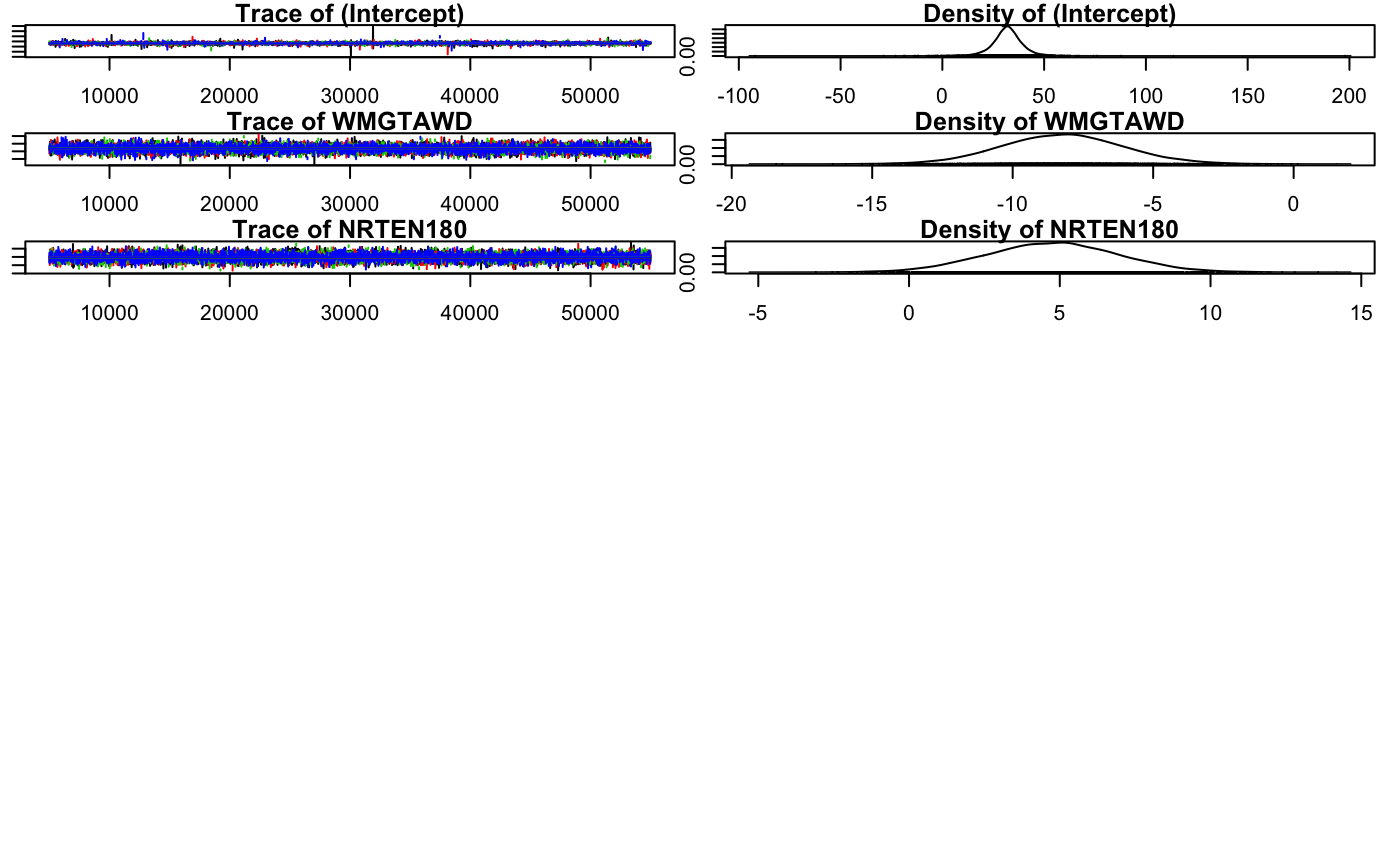 Trace of (Intercept)
10000 20000 30000 40000 50000
Density of (Intercept)
0.00
-100 -50 0 50 100 150 200
Trace of WMGTAWD
10000 20000 30000 40000 50000
Density of WMGTAWD
0.00
-20 -15 -10 -5 0
Trace of NRTEN180
10000 20000 30000 40000 50000
Density of NRTEN180
0.00
-5 0 5 10 15